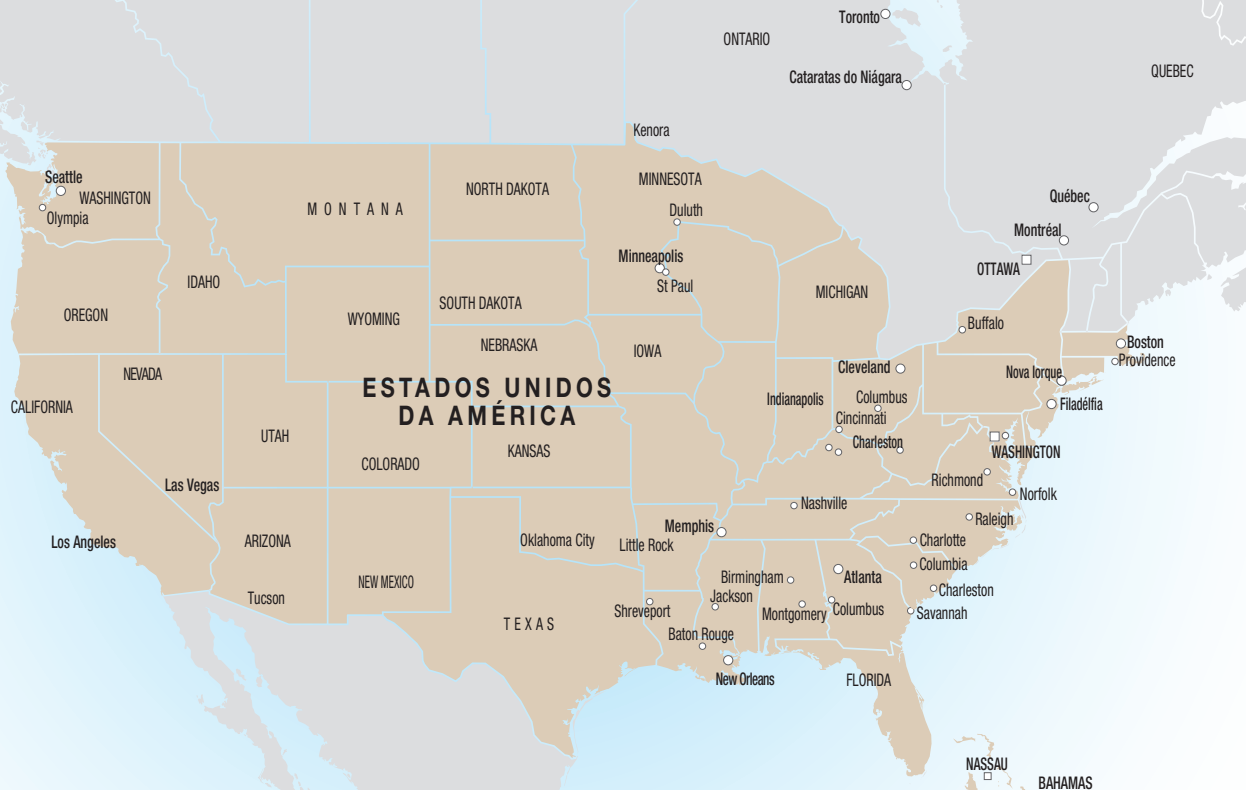 Toronto
ONTARIO
Cataratas do Niágara
QUEBEC
Kenora
Seattle
WASHINGTON
Olympia
MONTANA
NORTH DAKOTA
MINNESOTA
Duluth
Québec
Montréal
OTTAWA
Minneapolis
St Paul
IDAHO
MICHIGAN
SOUTH DAKOTA
OREGON
WYOMING
Buffalo
NEBRASKA
IOWA
Boston
Providence
NEVADA
Cleveland
Nova Iorque
ESTADOS UNIDOS
DA AMÉRICA
CALIFORNIA
Indianapolis
Columbus
Filadélfia
Cincinnati
UTAH
COLORADO
KANSAS
Charleston
WASHINGTON
Las Vegas
Richmond
Norfolk
Nashville
Raleigh
Los Angeles
ARIZONA
Oklahoma City
Little Rock
Memphis
Charlotte
Columbia
NEW MEXICO
Birmingham
Atlanta
Tucson
Jackson
Charleston
Shreveport
Montgomery
Columbus
Savannah
TEXAS
Baton Rouge
New Orleans
FLORIDA
NASSAU
BAHAMAS